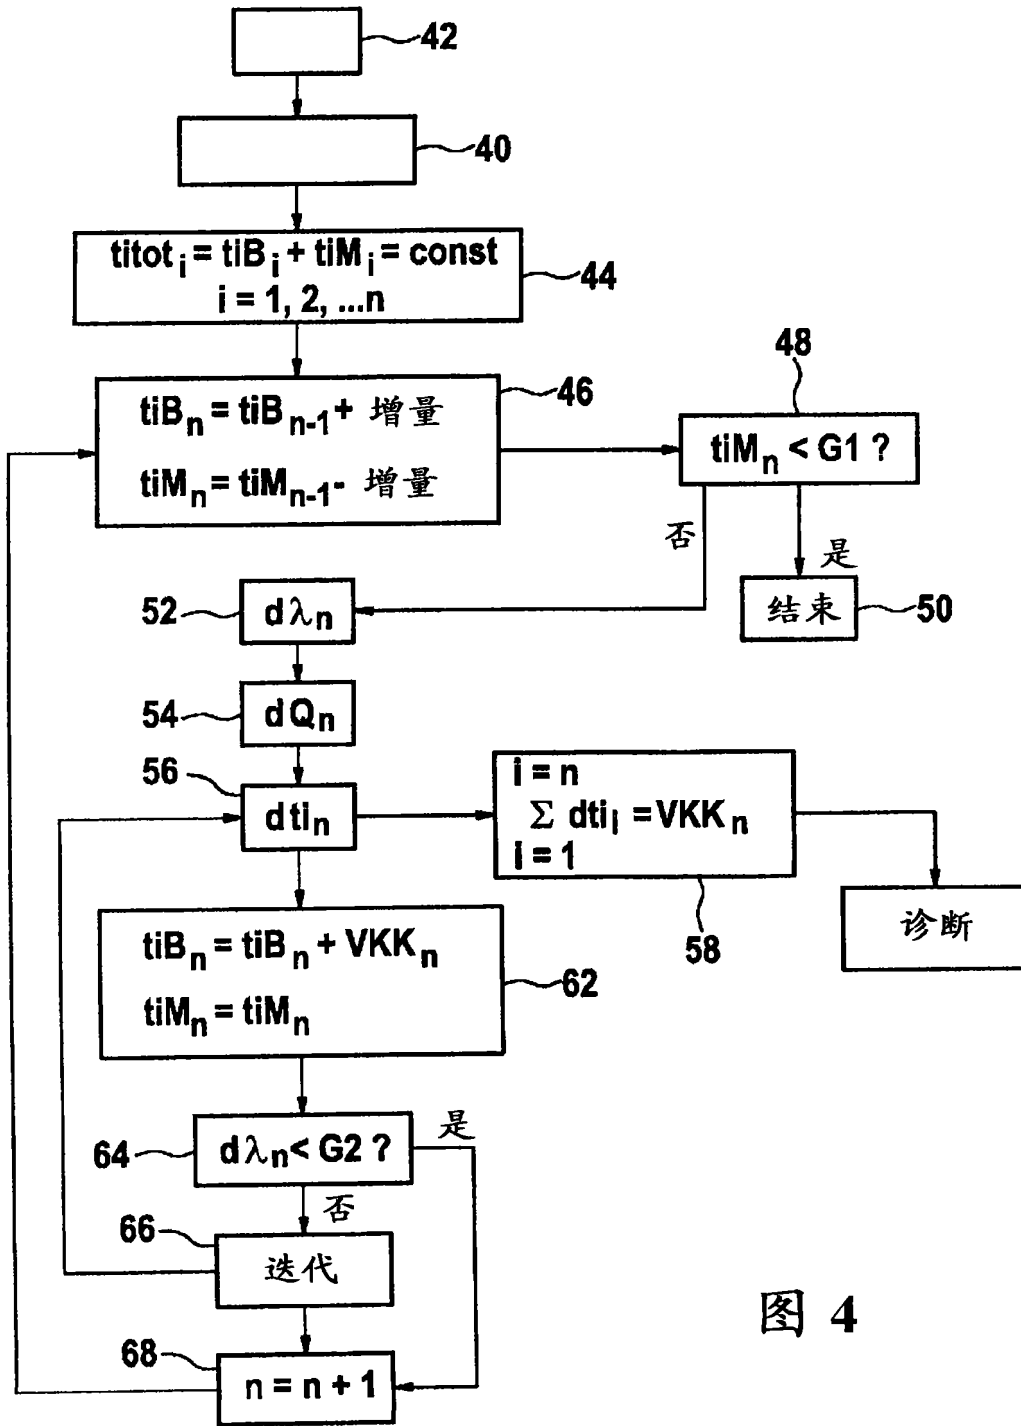 42
40
titot i = tiB i + tiM i = const
i = 1, 2, ...n
44
tiB n = tiB n-1 + 增量
tiM n = tiM n-1 - 增量
46
48
tiM n < G1 ?
否
是
结束
50
52
dλ n
54
dQ n
56
dti n
i = n
Σ dti i = VKK n
i = 1
58
诊断
tiB n = tiB n + VKK n
tiM n = tiM n
62
64
dλ n < G2 ?
是
否
66
迭代
68
n = n + 1
图 4